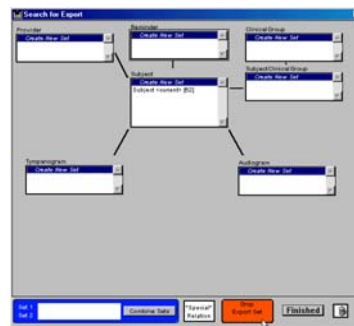 Search for Export
Provider
Create New Set
Reminder
Create New Set
Clinical Group
Create New Set
Subject
Create New Set
Subject <unsent> [82]
Subject/Clinical Group
Create New Set
Tympanogram
Create New Set
Audiogram
Create New Set
Set 1
Set 2
Combine Sets
"Special"
Relation
Drop
Export Set
Finished